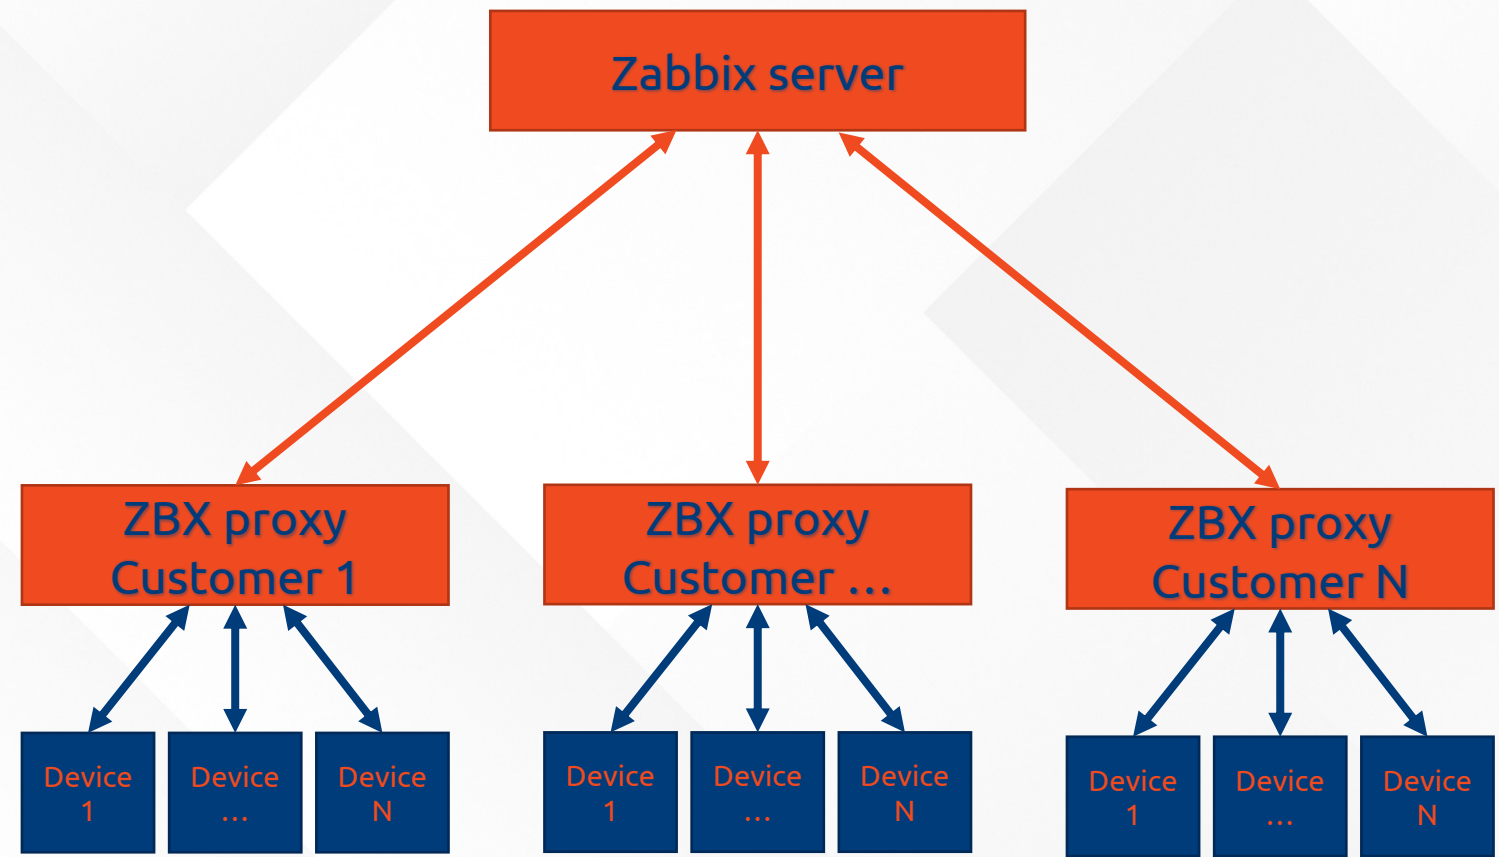 Zabbix server
ZBX proxy
Customer 1
ZBX proxy
Customer ...
ZBX proxy
Customer N
Device
1
Device
...
Device
N
Device
1
Device
...
Device
N
Device
1
Device
...
Device
N